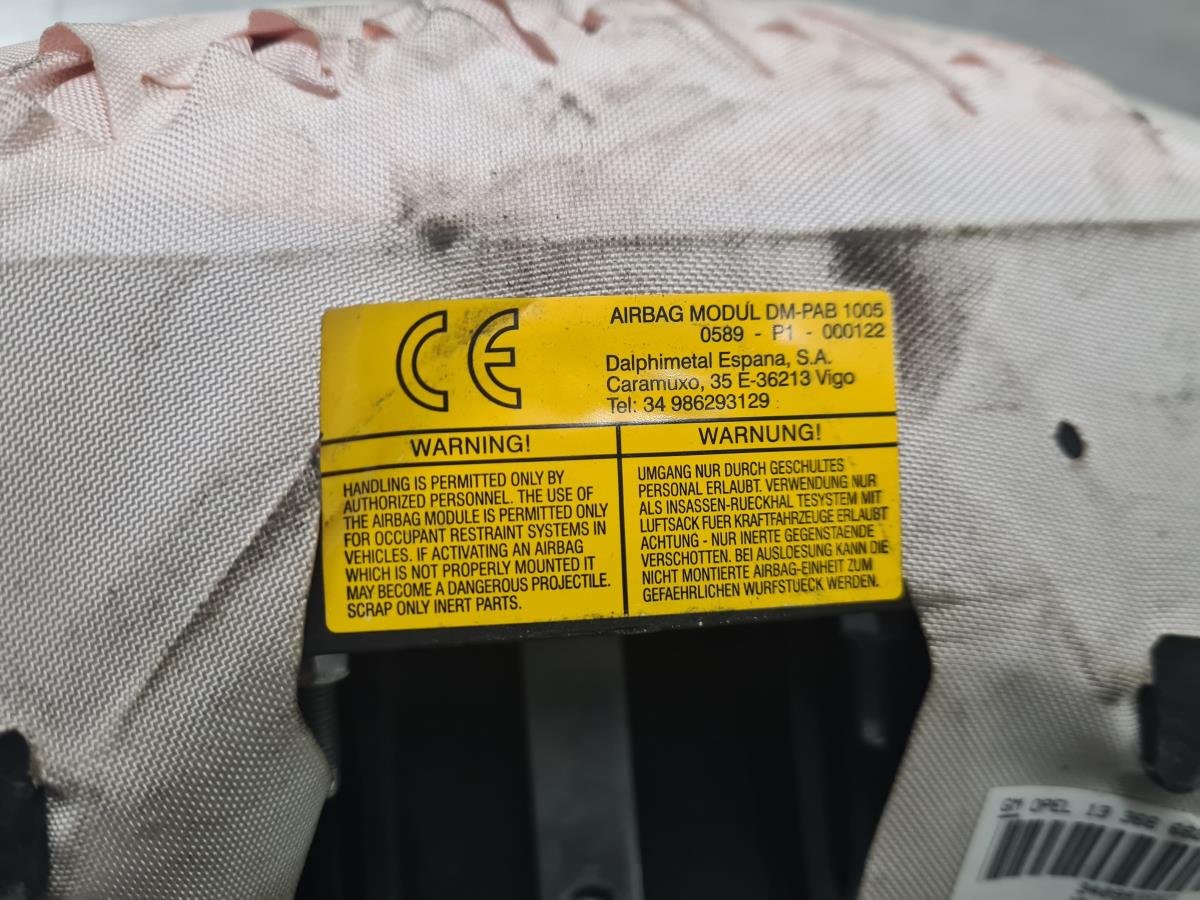 CE
AIRBAG MODUL DM-PAB 1005
0589 - P1 - 000122
Dalphimetal Espana, S.A.
Caramuxo, 35 E-36213 Vigo
Tel: 34 986293129
WARNING!
HANDLING IS PERMITTED ONLY BY
AUTHORIZED PERSONNEL. THE USE OF
THE AIRBAG MODULE IS PERMITTED ONLY
FOR OCCUPANT RESTRAINT SYSTEMS IN
VEHICLES. IF ACTIVATING AN AIRBAG
WHICH IS NOT PROPERLY MOUNTED IT
MAY BECOME A DANGEROUS PROJECTILE.
SCRAP ONLY INERT PARTS.
WARNUNG!
UMGANG NUR DURCH GESCHULTES
PERSONAL ERLAUBT. VERWENDUNG NUR
ALS INSASSEN-RUECKHAL TESYSTEM MIT
LUFTSACK FUER KRAFTFAHRZEUGE ERLAUBT
ACHTUNG - NUR INERTE GEGENSTAENDE
VERSCHOTTEN. BEI AUSLOESUNG KANN DIE
NICHT MONTIERTE AIRBAG-EINHEIT ZUM
GEFAEHRLICHEN WURFSTUECK WERDEN.
GM OPEL 13 368